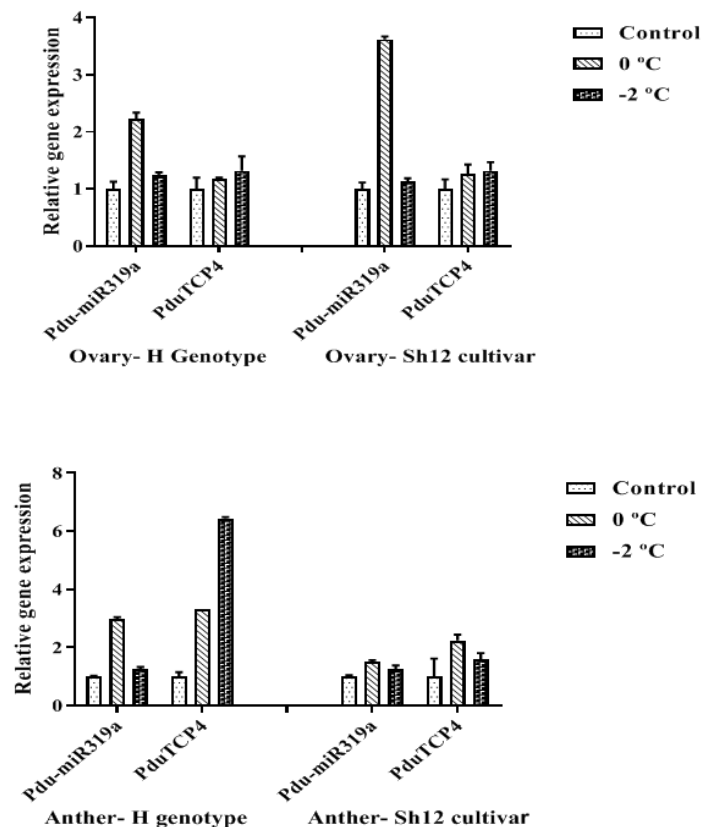 Relative gene expression
4
3
2
1
0
Control
0 ºC
-2 ºC
Pdu-miR319a
PduTCP4
Pdu-miR319a
PduTCP4
Ovary- H Genotype
Ovary- Sh12 cultivar
Relative gene expression
8
6
4
2
0
Control
0 ºC
-2 ºC
Pdu-miR319a
PduTCP4
Pdu-miR319a
PduTCP4
Anther- H genotype
Anther- Sh12 cultivar